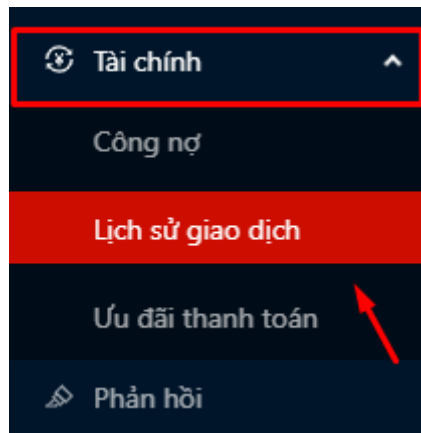 Tài chính
Công nợ
Lịch sử giao dịch
Ưu đãi thanh toán
Phản hồi